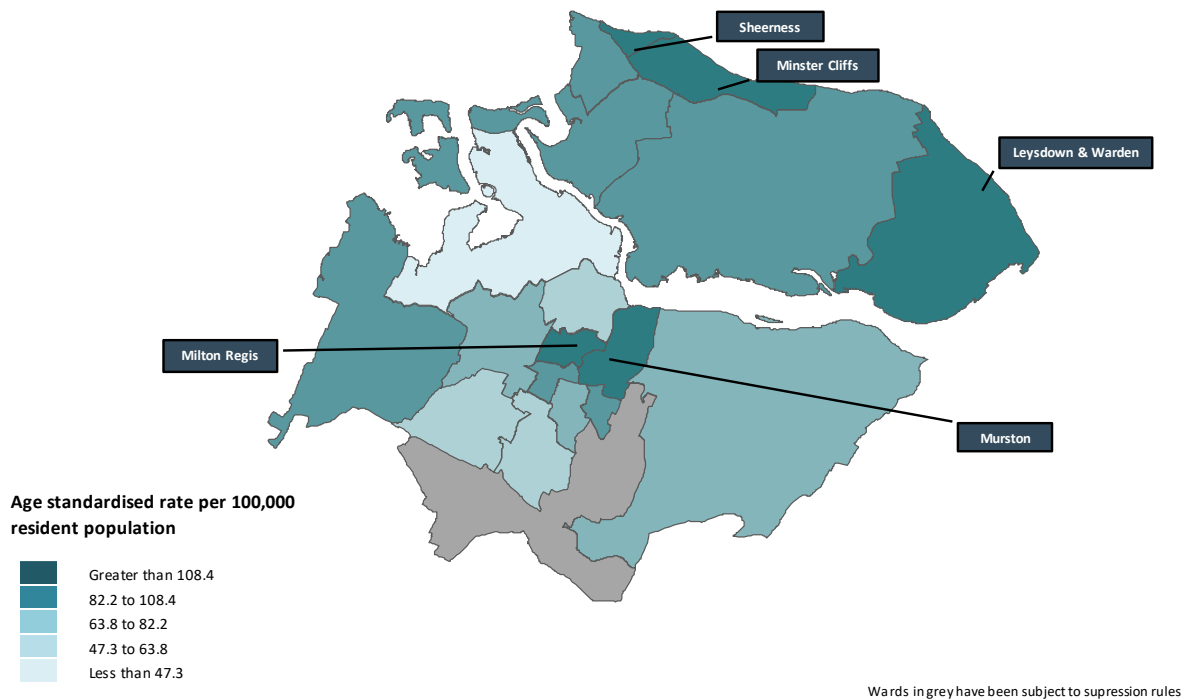 Sheerness
Minster Cliffs
Leysdown & Warden
Milton Regis
Murston
Age standardised rate per 100,000
resident population
Greater than 108.4
82.2 to 108.4
63.8 to 82.2
47.3 to 63.8
Less than 47.3
Wards in grey have been subject to supression rules